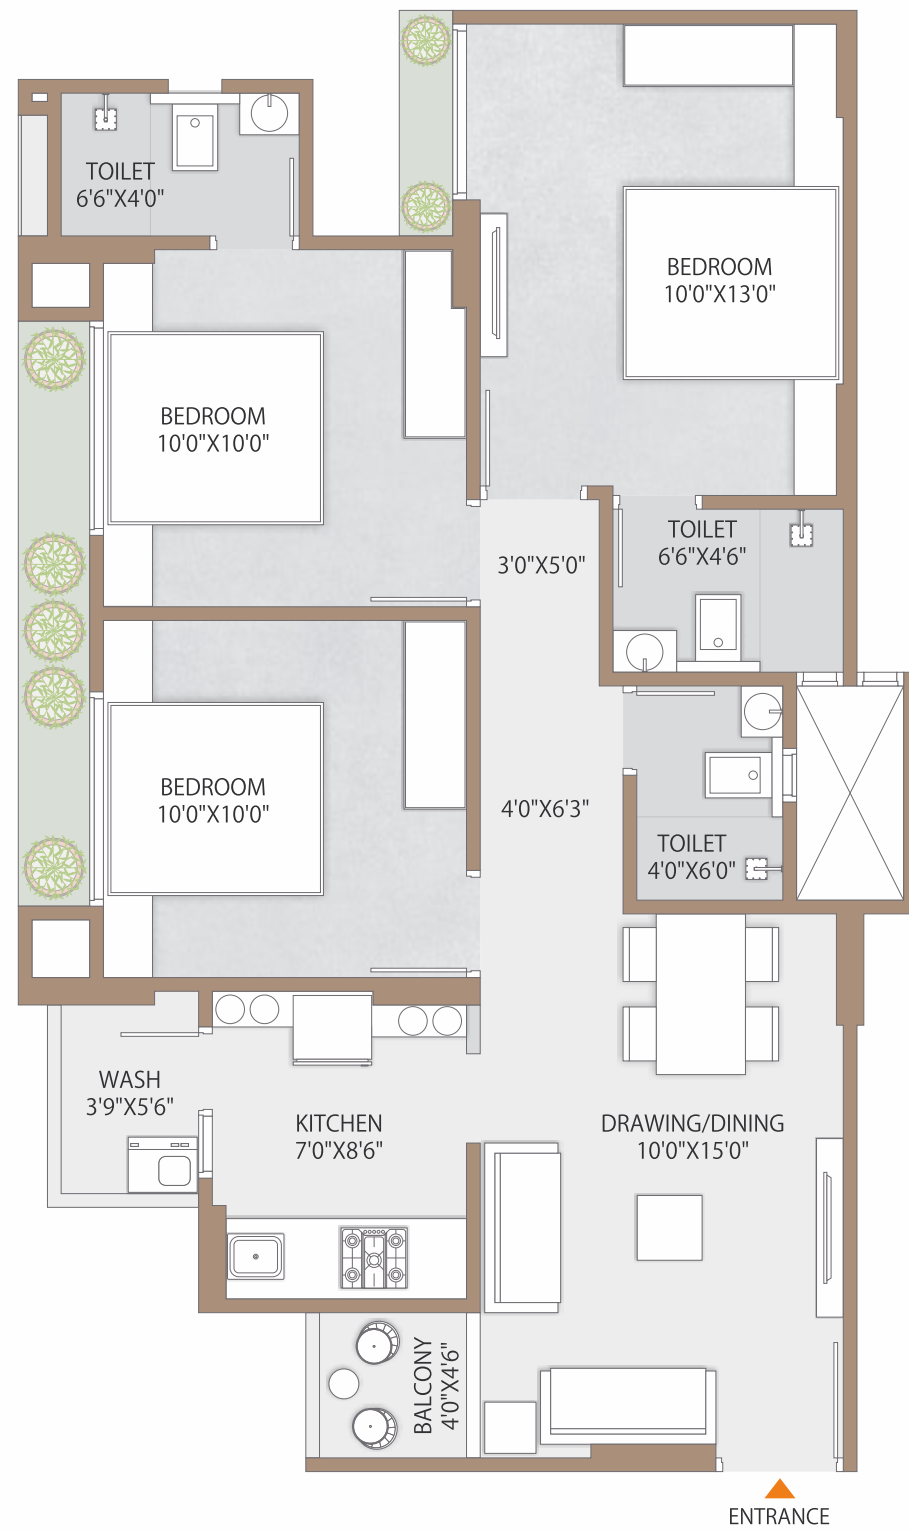 TOILET
6'6"X4'0"
BEDROOM
10'0"X13'0"
BEDROOM
10'0"X10'0"
TOILET
6'6"X4'6"
3'0"X5'0"
BEDROOM
10'0"X10'0"
4'0"X6'3"
TOILET
4'0"X6'0"
WASH
3'9"X5'6"
KITCHEN
7'0"X8'6"
DRAWING/DINING
10'0"X15'0"
BALCONY
4'0"X4'6"
ENTRANCE